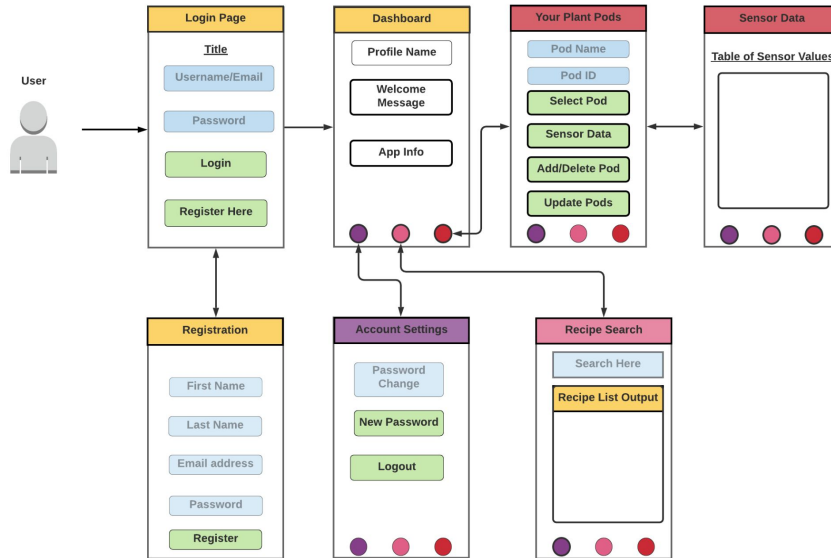 User
Login Page
Title
Username/Email
Password
Login
Register Here
Dashboard
Profile Name
Welcome
Message
App Info
Your Plant Pods
Pod Name
Pod ID
Select Pod
Sensor Data
Add/Delete Pod
Update Pods
Sensor Data
Table of Sensor Values
Registration
First Name
Last Name
Email address
Password
Register
Account Settings
Password
Change
New Password
Logout
Recipe Search
Search Here
Recipe List Output